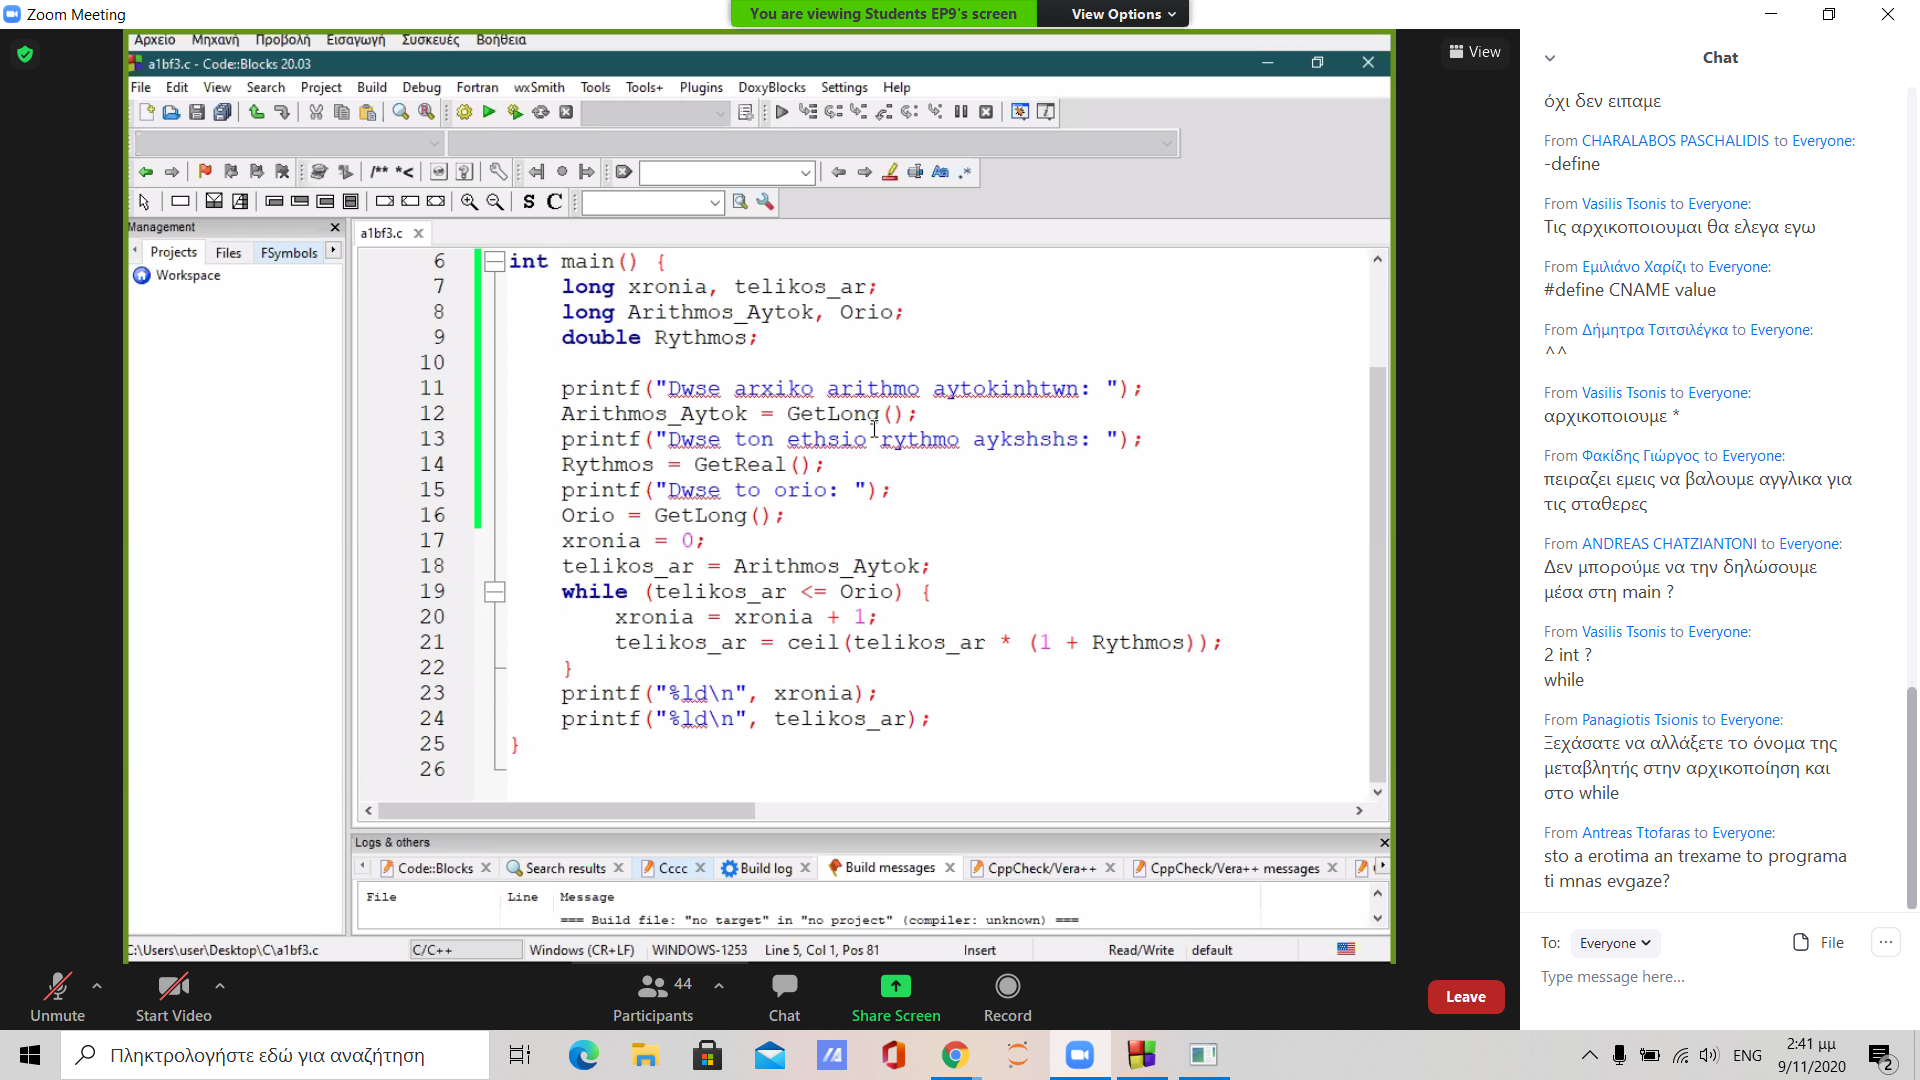 Zoom Meeting
You are viewing Students EP9's screen
View Options
View
Αρχείο Μηχανή Προβολή Εισαγωγή Συσκευές Βοήθεια
a1bf3.c - Code::Blocks 20.03
File Edit View Search Project Build Debug Fortran wxSmith Tools Tools+ Plugins DoxyBlocks Settings Help
Management
Projects Files FSymbols
Workspace
a1bf3.c
6 int main() {
7 long xronia, telikos_ar;
8 long Arithmos_Aytok, Orio;
9 double Rythmos;
10
11 printf("Dwse arxiko arithmo aytokinhtwn: ");
12 Arithmos_Aytok = GetLong();
13 printf("Dwse ton ethsio rythmo aykshshs: ");
14 Rythmos = GetReal();
15 printf("Dwse to orio: ");
16 Orio = GetLong();
17 xronia = 0;
18 telikos_ar = Arithmos_Aytok;
19 while (telikos_ar <= Orio) {
20 xronia = xronia + 1;
21 telikos_ar = ceil(telikos_ar * (1 + Rythmos));
22 }
23 printf("%ld\n", xronia);
24 printf("%ld\n", telikos_ar);
25 }
26
Logs & others
Code::Blocks Search results Cccc Build log Build messages CppCheck/Vera++ CppCheck/Vera++ messages
File Line Message
=== Build file: "no target" in "no project" (compiler: unknown) ===
C:\Users\user\Desktop\C\a1bf3.c C/C++ Windows (CR+LF) WINDOWS-1253 Line 5, Col 1, Pos 81 Insert Read/Write default
Chat
όχι δεν ειπαμε
From CHARALABOS PASCHALIDIS to Everyone:
-define
From Vasilis Tsonis to Everyone:
Τις αρχικοποιουμαι θα ελεγα εγω
From Εμιλιάνο Χαρίζι to Everyone:
#define CNAME value
From Δήμητρα Τσιτσιλέγκα to Everyone:
^^
From Vasilis Tsonis to Everyone:
αρχικοποιουμε *
From Φακίδης Γιώργος to Everyone:
πειραζει εμεις να βαλουμε αγγλικα για
τις σταθερες
From ANDREAS CHATZIANTONI to Everyone:
Δεν μπορούμε να την δηλώσουμε
μέσα στη main ?
From Vasilis Tsonis to Everyone:
2 int ?
while
From Panagiotis Tsionis to Everyone:
Ξεχάσατε να αλλάξετε το όνομα της
μεταβλητής στην αρχικοποίηση και
στο while
From Antreas Ttofaras to Everyone:
sto a erotima an trexame to programa
ti mnas evgaze?
To: Everyone File
Type message here...
Unmute Start Video Participants 44 Chat Share Screen Record Leave
Πληκτρολογήστε εδώ για αναζήτηση
ENG
2:41 μμ
9/11/2020
2